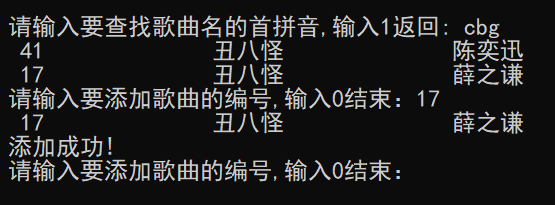 请输入要查找歌曲名的首拼音,输入1返回: cbg
41 丑八怪 陈奕迅
17 丑八怪 薛之谦
请输入要添加歌曲的编号,输入0结束：17
17 丑八怪 薛之谦
添加成功!
请输入要添加歌曲的编号,输入0结束：